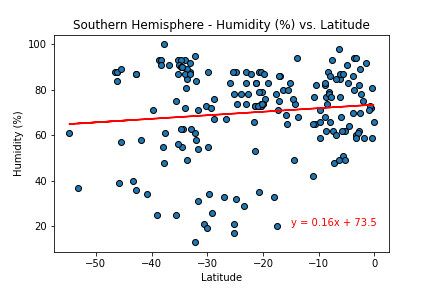 Southern Hemisphere - Humidity (%) vs. Latitude
100
80
60
40
20
Humidity (%)
y = 0.16x + 73.5
−50
−40
−30
−20
−10
0
Latitude